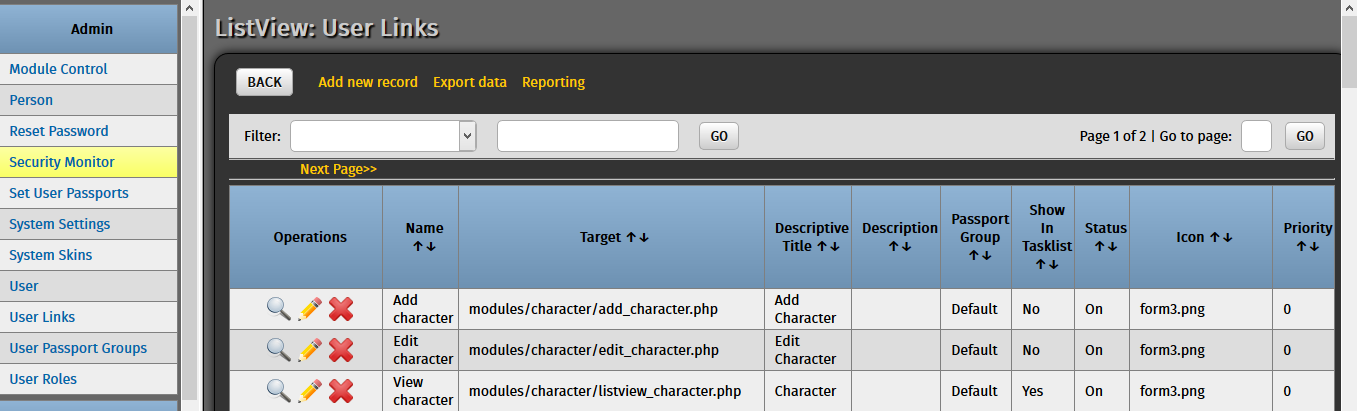 Admin
Module Control
Person
Reset Password
Security Monitor
Set User Passports
System Settings
System Skins
User
User Links
User Passport Groups
User Roles
ListView: User Links
BACK Add new record Export data Reporting
Filter: GO Page 1 of 2 | Go to page: GO
Next Page>>
Operations
Name ↑↓
Target ↑↓
Descriptive
Title ↑↓
Description
↑↓
Passport
Group
↑↓
Show
In
Tasklist
↑↓
Status
↑↓
Icon ↑↓
Priority
↑↓
Add
character
modules/character/add_character.php
Add
Character
Default
No
On
form3.png
0
Edit
character
modules/character/edit_character.php
Edit
Character
Default
No
On
form3.png
0
View
character
modules/character/listview_character.php
Character
Default
Yes
On
form3.png
0